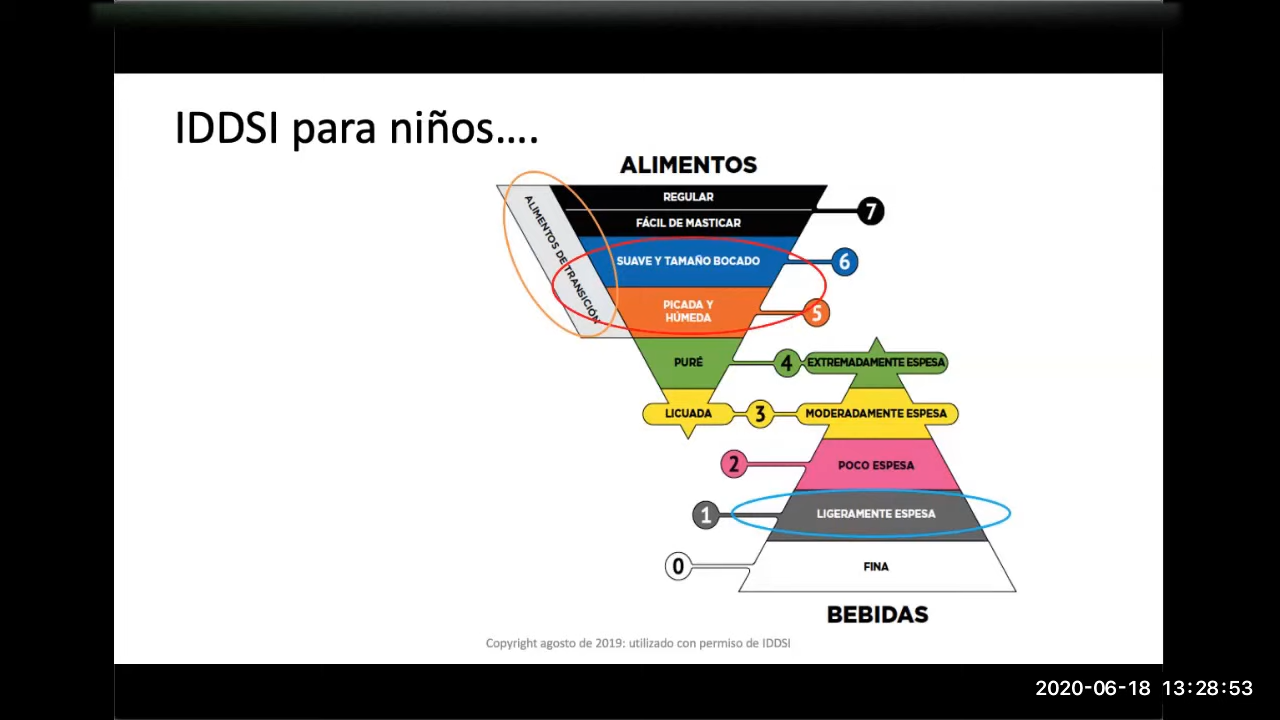 IDDSI para niños....
ALIMENTOS
ALIMENTOS DE TRANSICIÓN
REGULAR
FÁCIL DE MASTICAR
7
SUAVE Y TAMAÑO BOCADO
6
PICADA Y
HÚMEDA
5
PURÉ
4
EXTREMADAMENTE ESPESA
LICUADA
3
MODERADAMENTE ESPESA
2
POCO ESPESA
1
LIGERAMENTE ESPESA
0
FINA
BEBIDAS
Copyright agosto de 2019: utilizado con permiso de IDDSI
2020-06-18 13:28:53